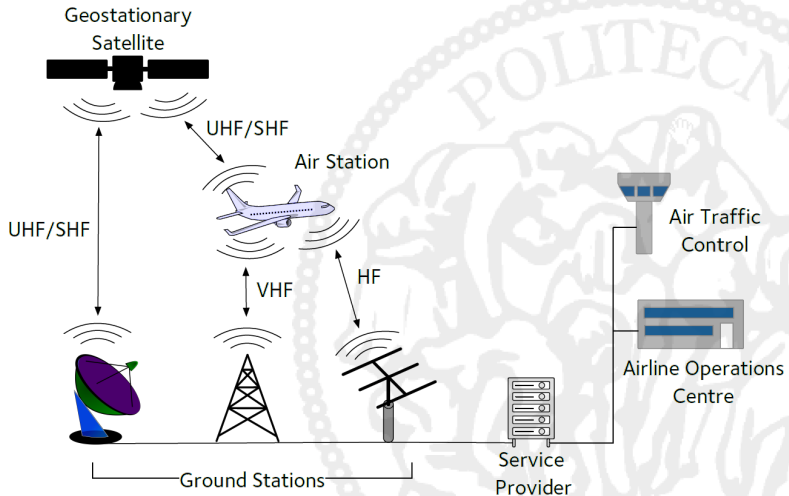 Geostationary
Satellite
UHF/SHF
Air Station
UHF/SHF
VHF
HF
Air Traffic
Control
Airline Operations
Centre
Service
Provider
Ground Stations
POLITECN